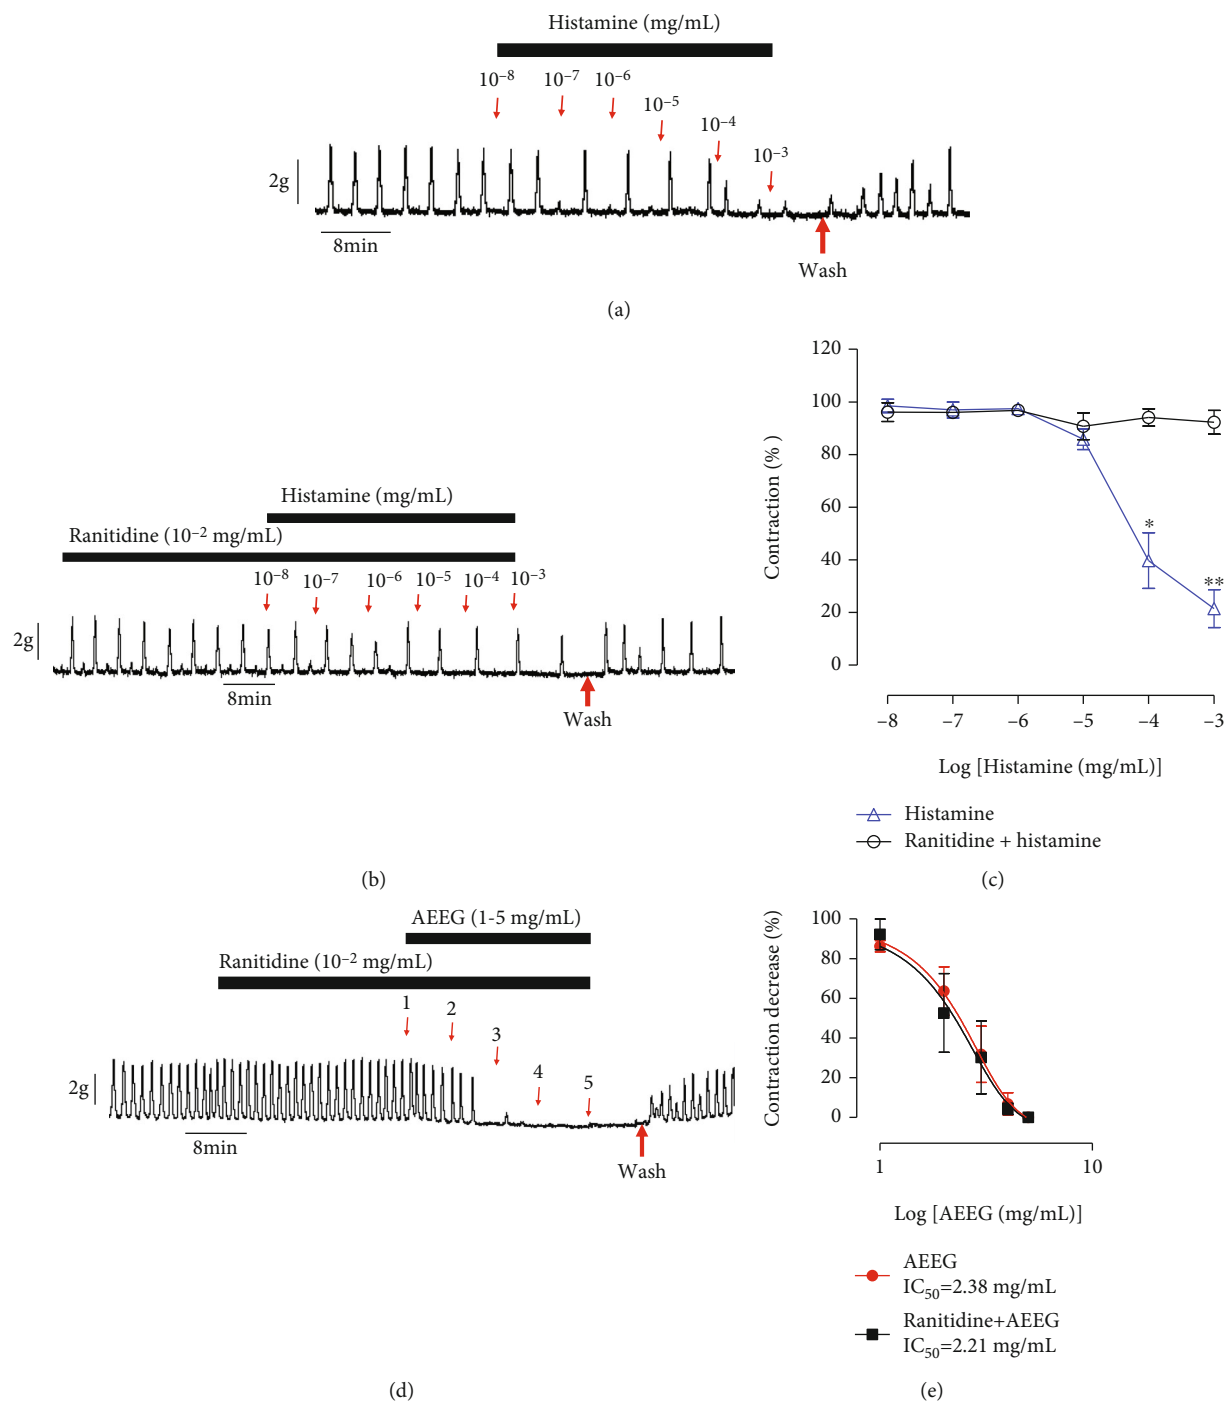 Histamine (mg/mL)
10⁻⁸ 10⁻⁷ 10⁻⁶
10⁻⁵
10⁻⁴
10⁻³
2g
8min
Wash
(a)
Histamine (mg/mL)
Ranitidine (10⁻² mg/mL)
10⁻⁸ 10⁻⁷ 10⁻⁶ 10⁻⁵ 10⁻⁴ 10⁻³
2g
8min
Wash
(b)
120
100
80
60
40
20
0
Contraction (%)
*
**
–8 –7 –6 –5 –4 –3
Log [Histamine (mg/mL)]
Histamine
Ranitidine + histamine
(c)
AEEG (1-5 mg/mL)
Ranitidine (10⁻² mg/mL)
1 2 3 4 5
2g
8min
Wash
(d)
Contraction decrease (%)
100
80
60
40
20
0
1 10
Log [AEEG (mg/mL)]
AEEG
IC₅₀=2.38 mg/mL
Ranitidine+AEEG
IC₅₀=2.21 mg/mL
(e)